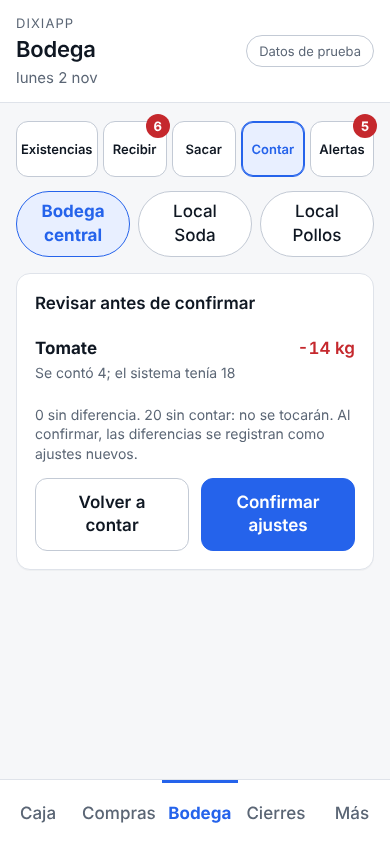 DIXIAPP
Bodega
lunes 2 nov
Datos de prueba
Existencias
Recibir
6
Sacar
Contar
Alertas
5
Bodega
central
Local
Soda
Local
Pollos
Revisar antes de confirmar
Tomate
-14 kg
Se contó 4; el sistema tenía 18
0 sin diferencia. 20 sin contar: no se tocarán. Al
confirmar, las diferencias se registran como
ajustes nuevos.
Volver a
contar
Confirmar
ajustes
Caja
Compras
Bodega
Cierres
Más